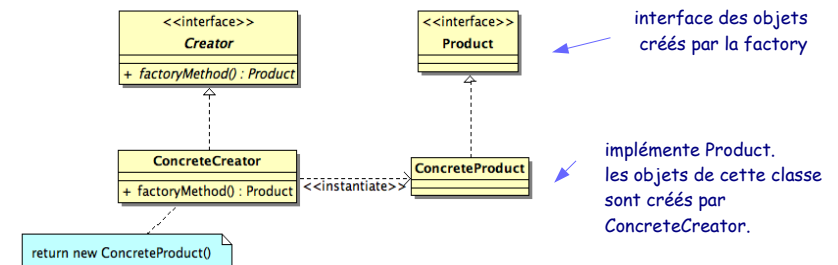 <<interface>>
Creator
+ factoryMethod() : Product
<<interface>>
Product
interface des objets
créés par la factory
ConcreteCreator
+ factoryMethod() : Product
<<instantiate>>
ConcreteProduct
implémente Product.
les objets de cette classe
sont créés par
ConcreteCreator.
return new ConcreteProduct()